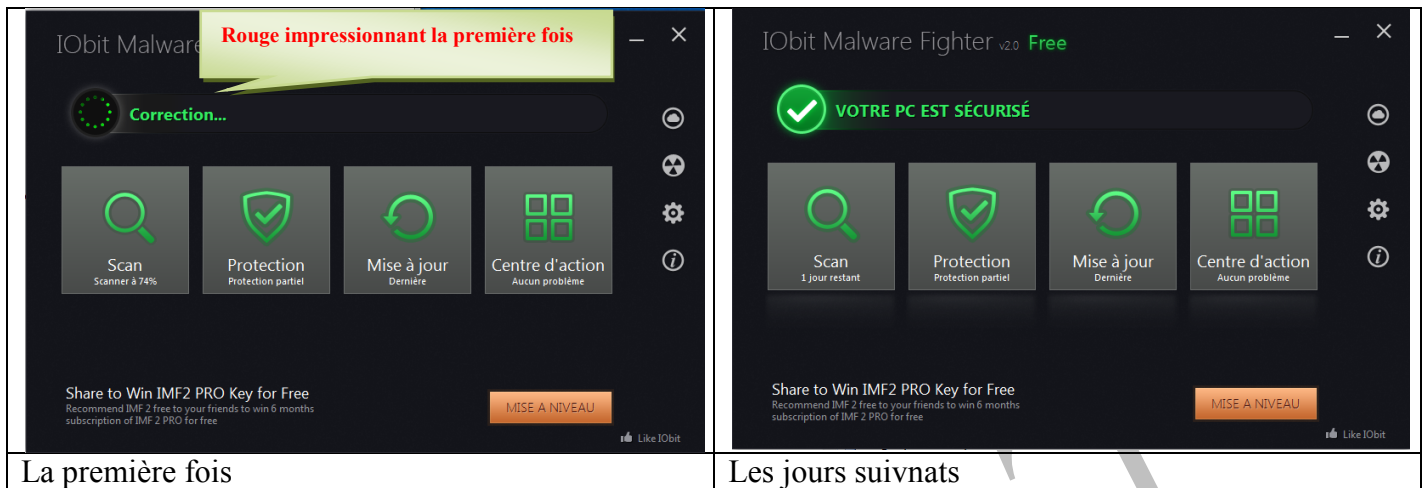 Rouge impressionnant la première fois
IObit Malware
Correction...
Scan
Scanner à 74%
Protection
Protection partiel
Mise à jour
Dernière
Centre d'action
Aucun problème
Share to Win IMF2 PRO Key for Free
Recommend IMF 2 free to your friends to win 6 months
subscription of IMF 2 PRO for free
MISE A NIVEAU
Like IObit
La première fois
IObit Malware Fighter v2.0 Free
VOTRE PC EST SÉCURISÉ
Scan
1 jour restant
Protection
Protection partiel
Mise à jour
Dernière
Centre d'action
Aucun problème
Share to Win IMF2 PRO Key for Free
Recommend IMF 2 free to your friends to win 6 months
subscription of IMF 2 PRO for free
MISE A NIVEAU
Like IObit
Les jours suivnats